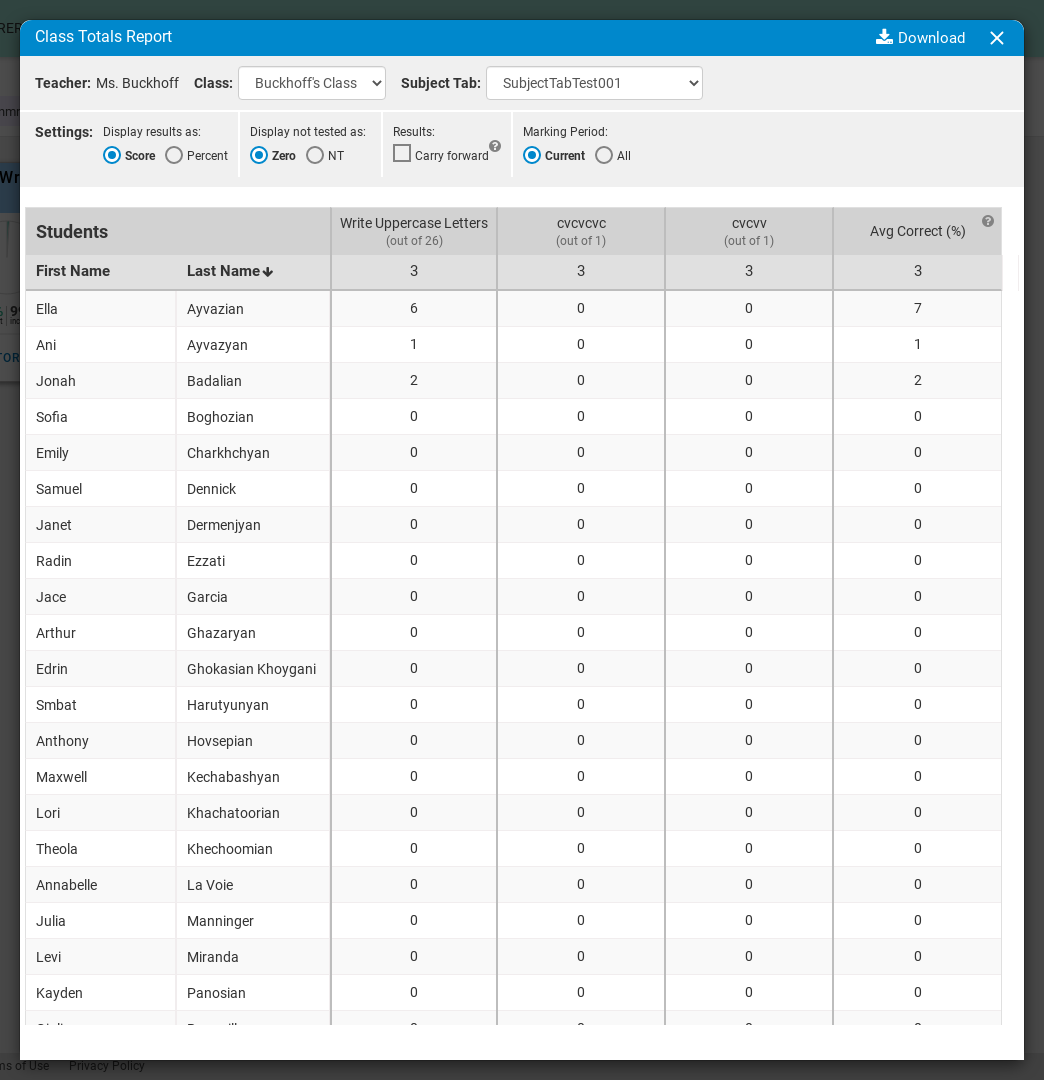 Class Totals Report
Download
Teacher: Ms. Buckhoff Class: Buckhoff's Class Subject Tab: SubjectTabTest001
Settings: Display results as: Display not tested as: Results: Marking Period:
Score Percent Zero NT Carry forward Current All
Students Write Uppercase Letters (out of 26) cvcvcvc (out of 1) cvcvv (out of 1) Avg Correct (%)
First Name Last Name 3 3 3 3
Ella Ayvazian 6 0 0 7
Ani Ayvazyan 1 0 0 1
Jonah Badalian 2 0 0 2
Sofia Boghozian 0 0 0 0
Emily Charkhchyan 0 0 0 0
Samuel Dennick 0 0 0 0
Janet Dermenjyan 0 0 0 0
Radin Ezzati 0 0 0 0
Jace Garcia 0 0 0 0
Arthur Ghazaryan 0 0 0 0
Edrin Ghokasian Khoygani 0 0 0 0
Smbat Harutyunyan 0 0 0 0
Anthony Hovsepian 0 0 0 0
Maxwell Kechabashyan 0 0 0 0
Lori Khachatoorian 0 0 0 0
Theola Khechoomian 0 0 0 0
Annabelle La Voie 0 0 0 0
Julia Manninger 0 0 0 0
Levi Miranda 0 0 0 0
Kayden Panosian 0 0 0 0
of Use Privacy Policy